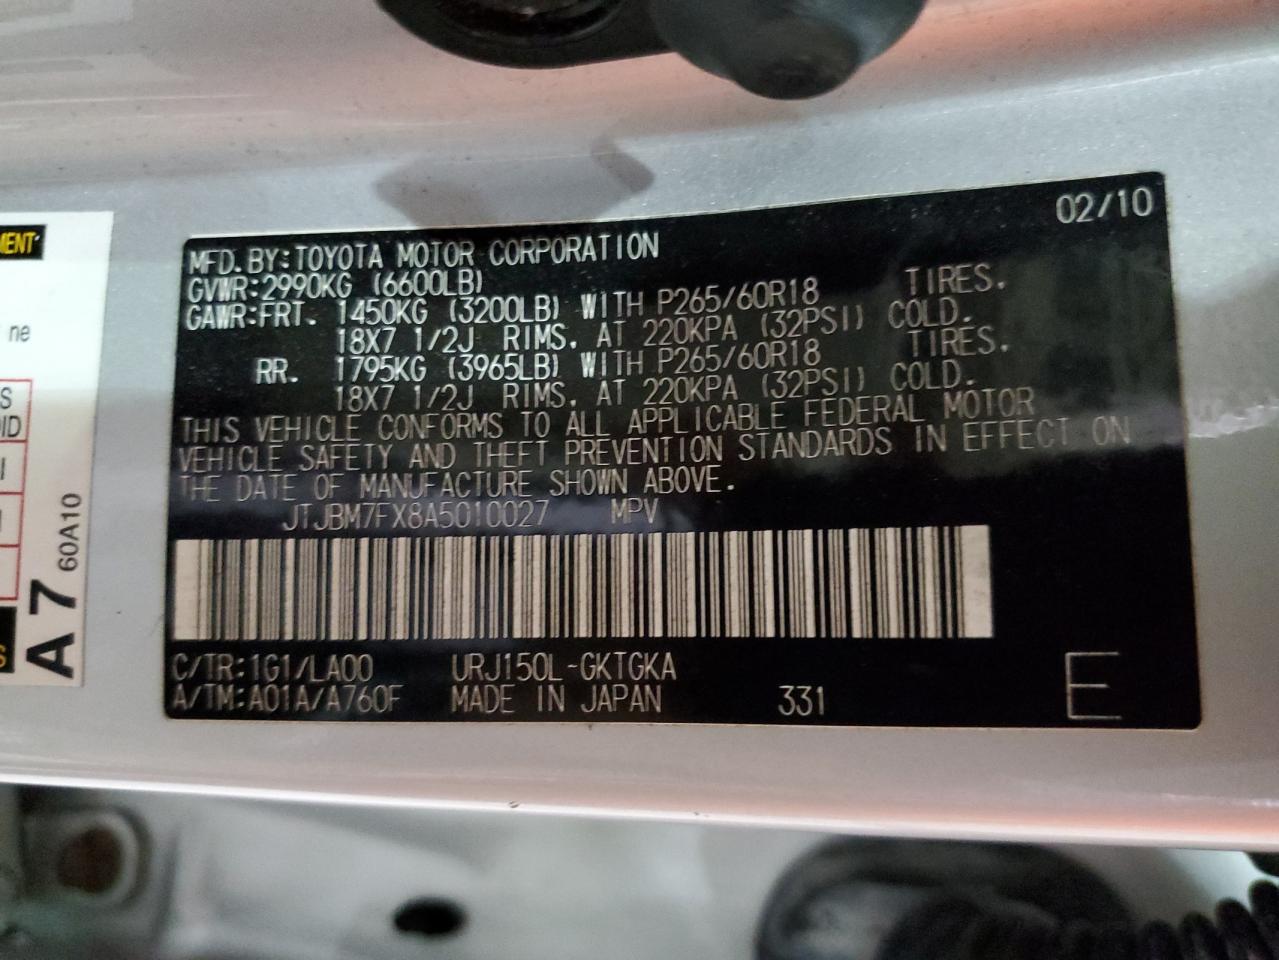 02/10
MFD.BY:TOYOTA MOTOR CORPORATION
GVWR:2990KG (6600LB)
GAWR:FRT. 1450KG (3200LB) WITH P265/60R18 TIRES.
18X7 1/2J RIMS. AT 220KPA (32PSI) COLD.
RR. 1795KG (3965LB) WITH P265/60R18 TIRES.
18X7 1/2J RIMS. AT 220KPA (32PSI) COLD.
THIS VEHICLE CONFORMS TO ALL APPLICABLE FEDERAL MOTOR
VEHICLE SAFETY AND THEFT PREVENTION STANDARDS IN EFFECT ON
THE DATE OF MANUFACTURE SHOWN ABOVE.
JTJBM7FX8A5010027 MPV
C/TR:1G1/LA00 URJ150L-GKTGKA
A/TM:A01A/A760F MADE IN JAPAN 331 E
MENT
ne
S
OID
A7 60A10